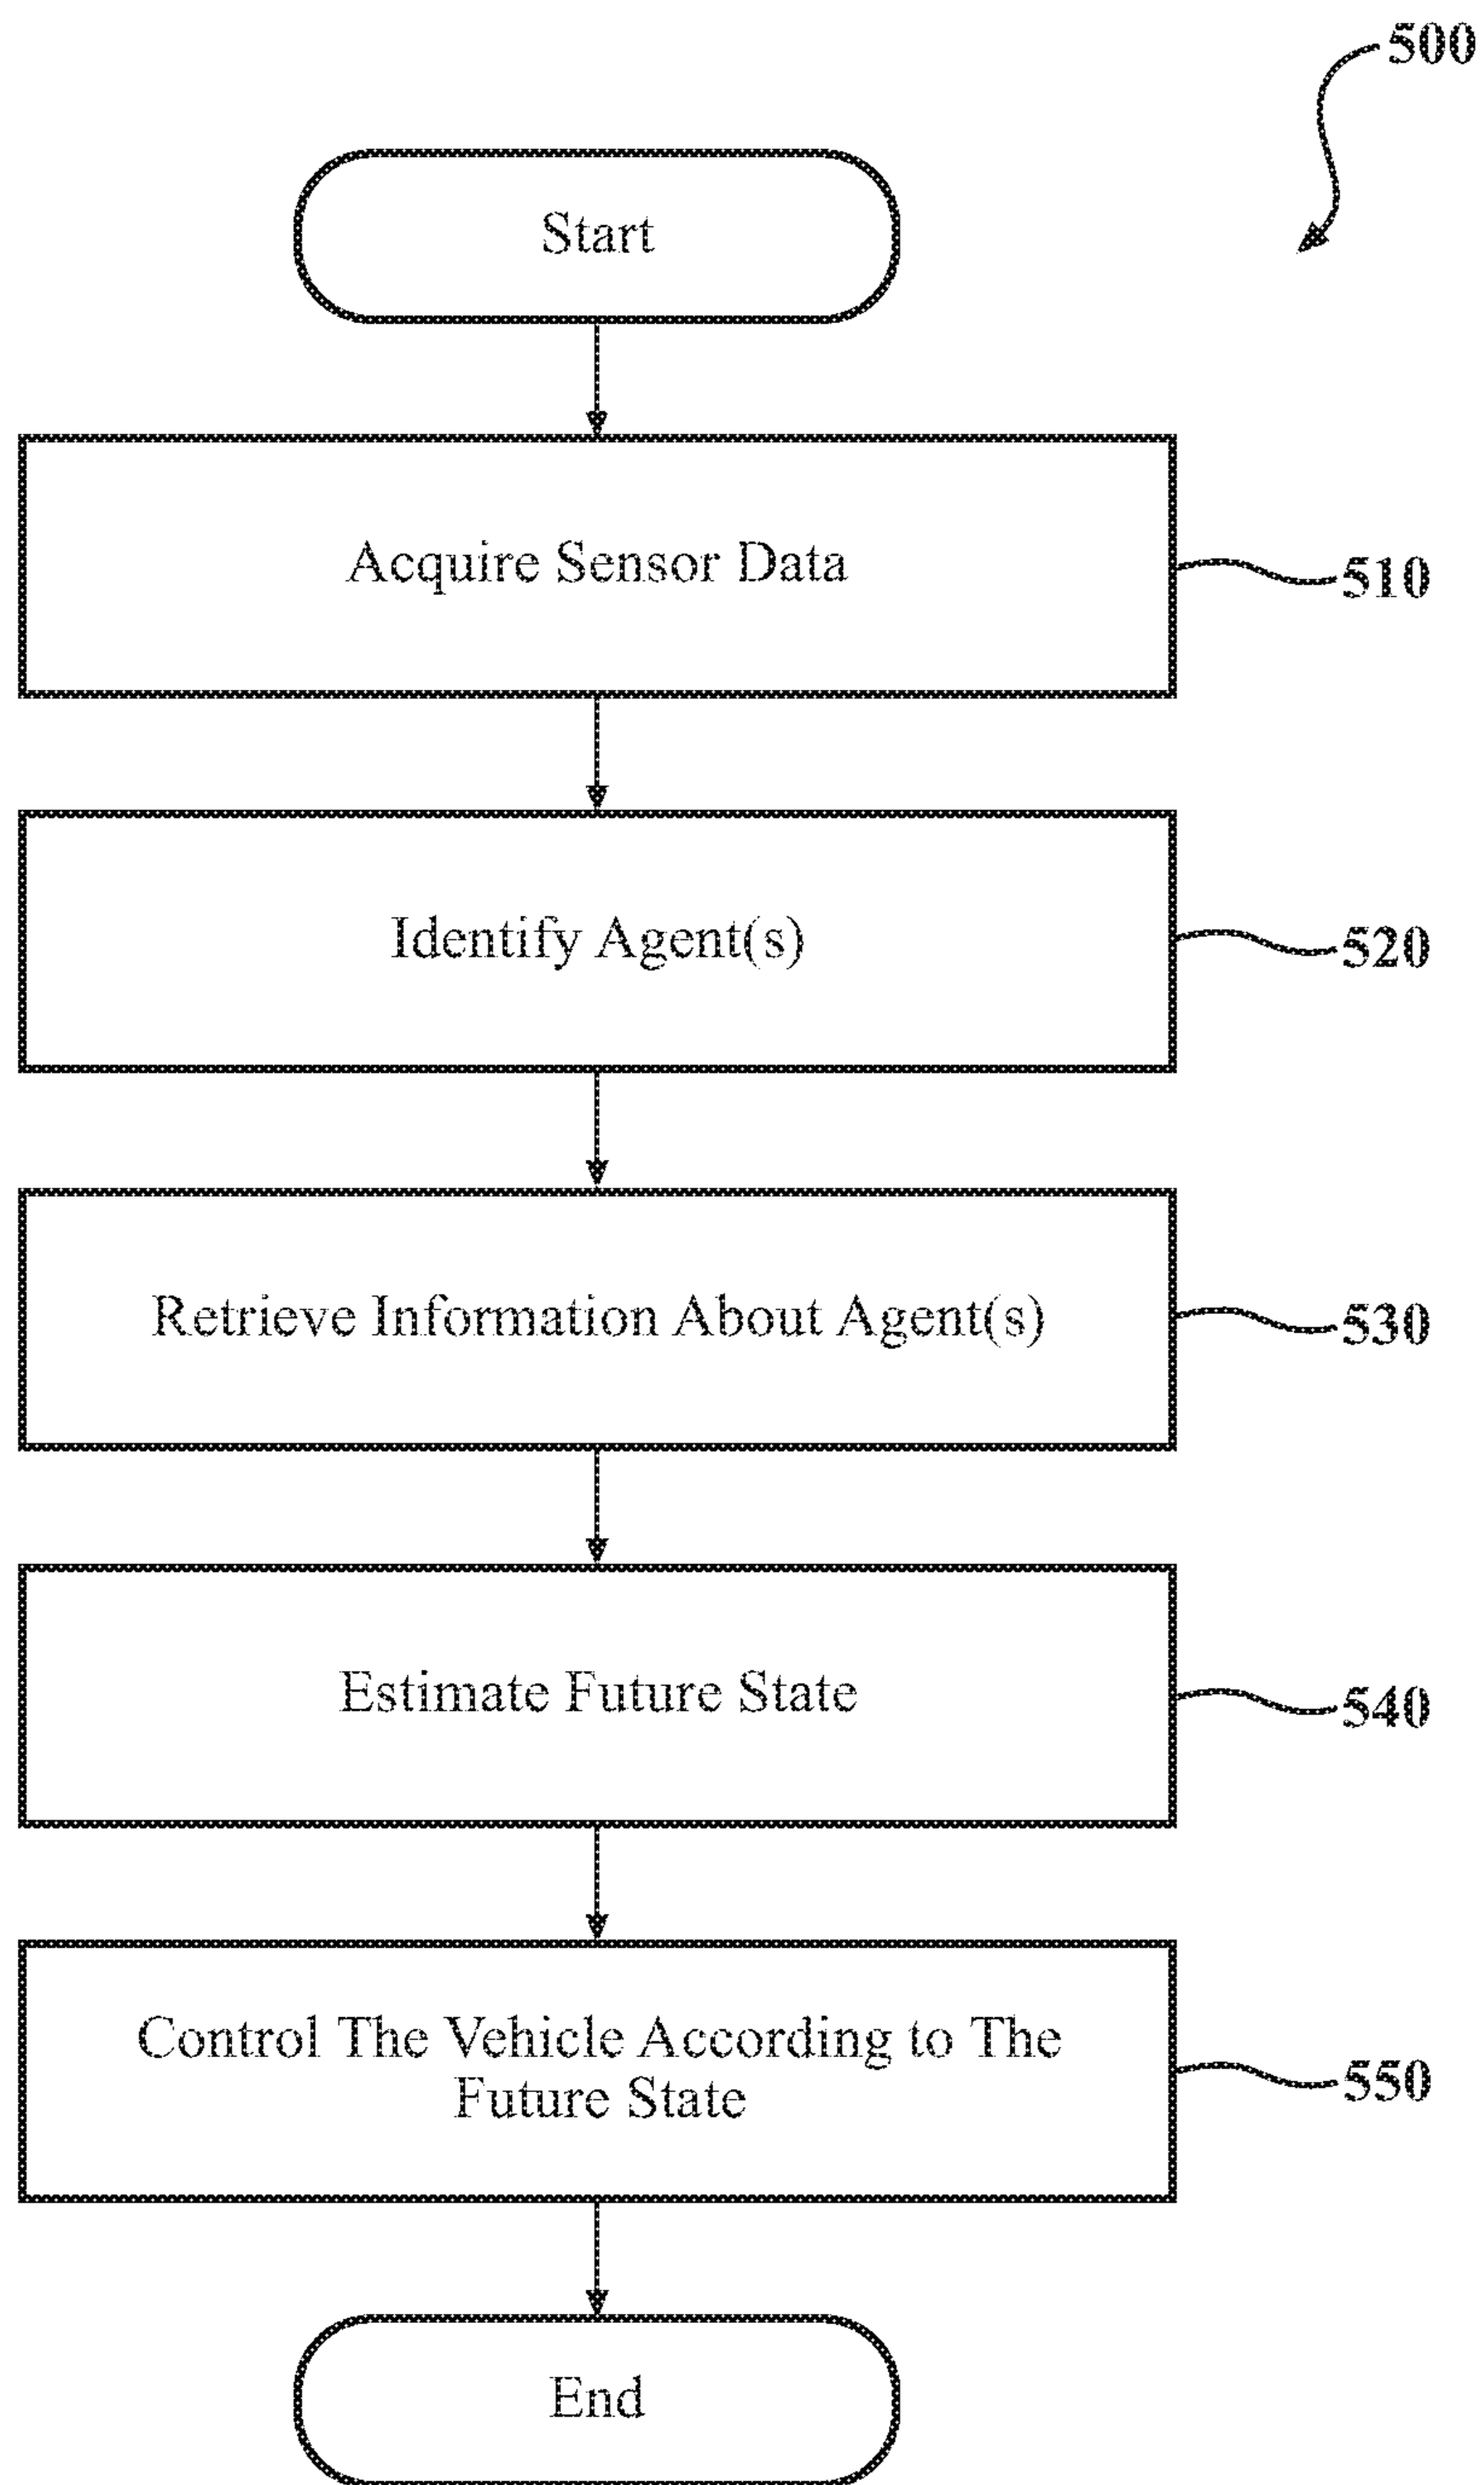 500
Start
Acquire Sensor Data
510
Identify Agent(s)
520
Retrieve Information About Agent(s)
530
Estimate Future State
540
Control The Vehicle According to The
Future State
550
End